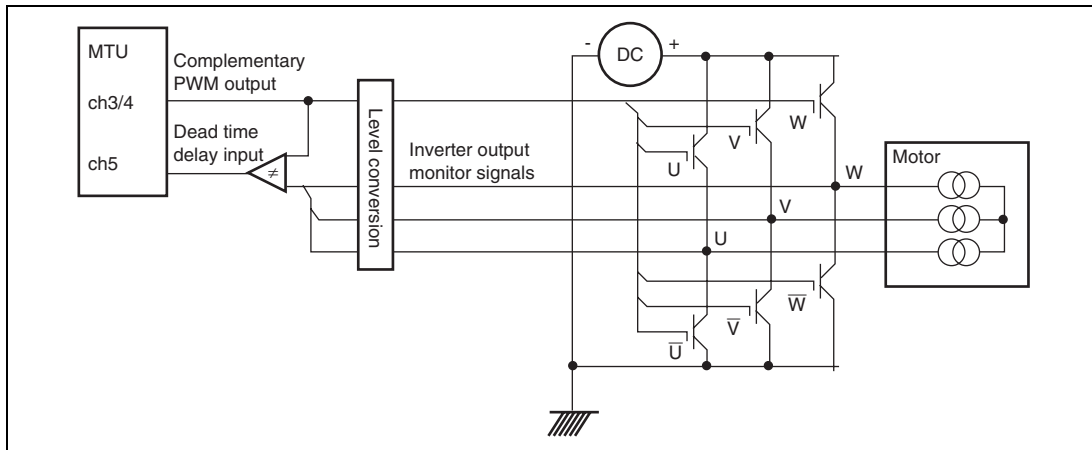 MTU
ch3/4
ch5
Complementary
PWM output
Dead time
delay input
≠
Level conversion
Inverter output
monitor signals
-
DC
+
U
V
W
W
V
U
U̅
V̅
W̅
Motor